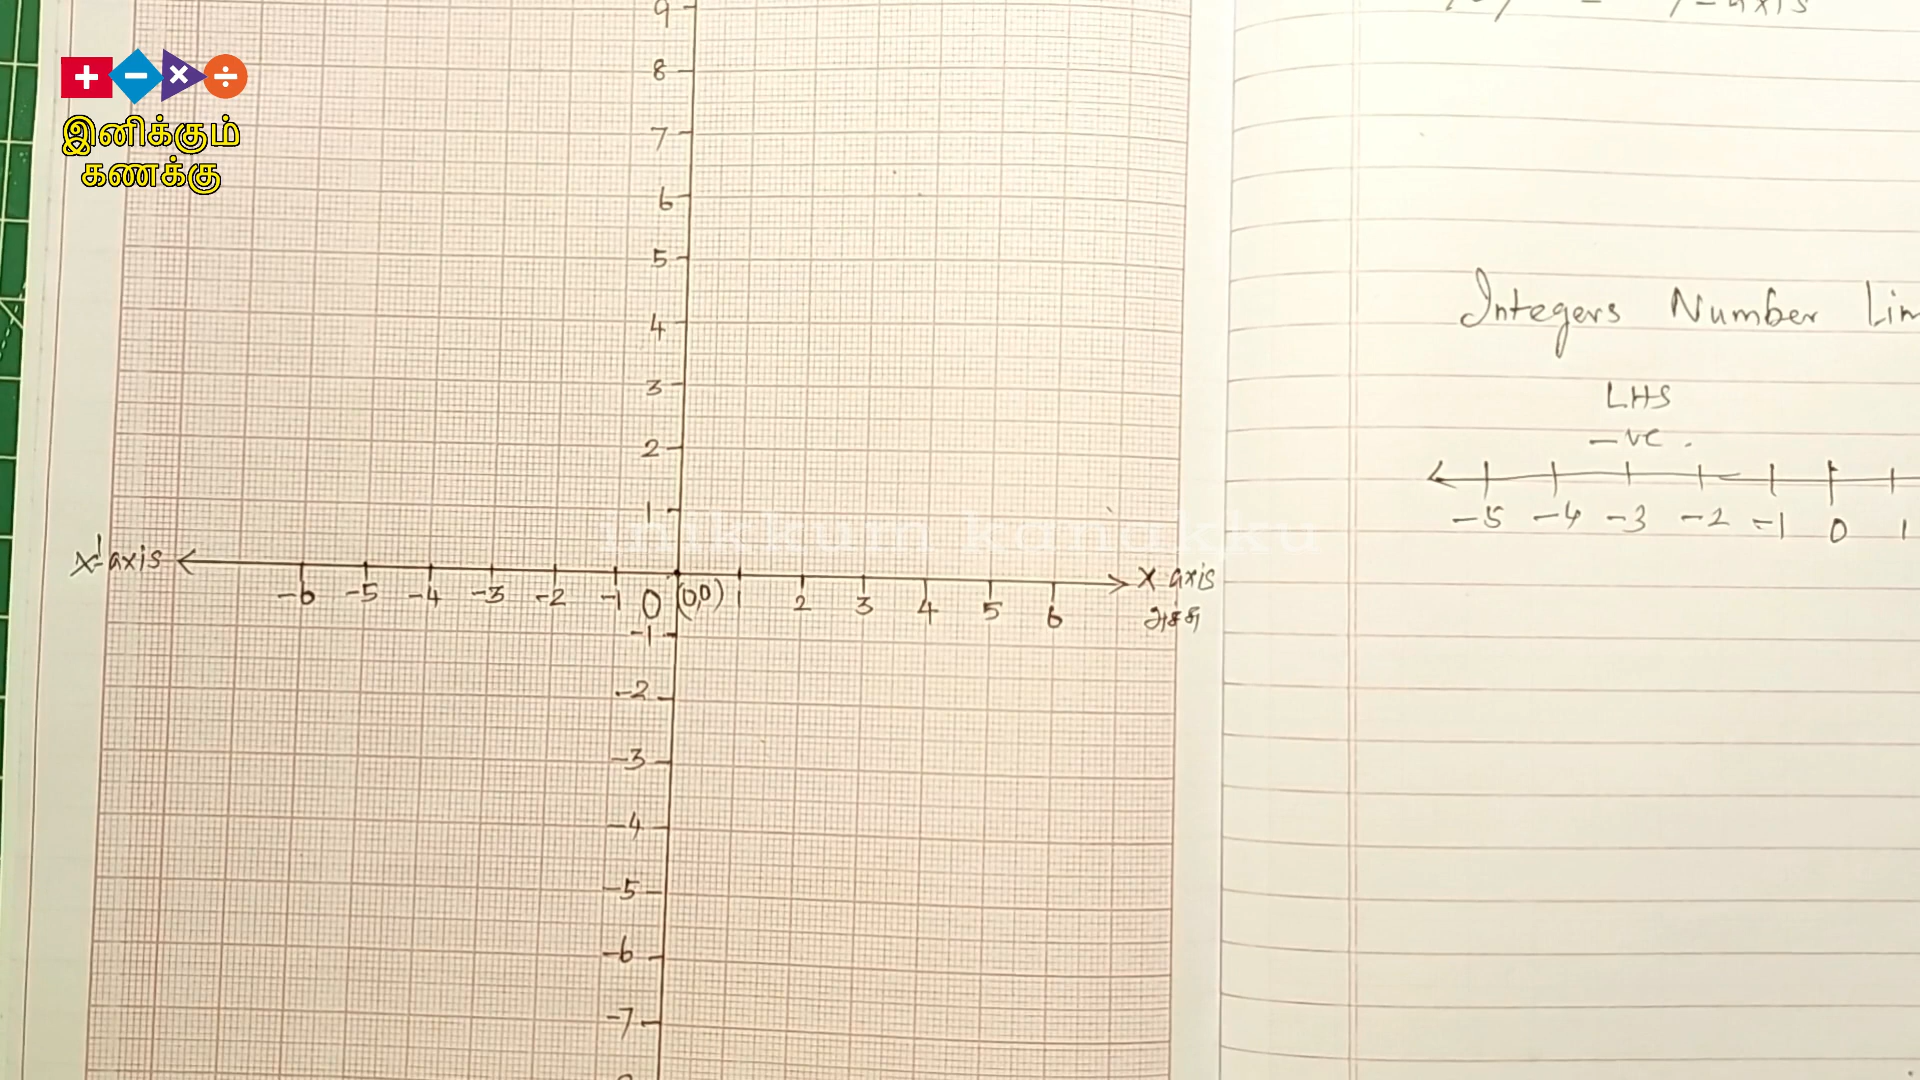 இனிக்கும்
கணக்கு
9
8
7
6
5
4
3
2
1
x' axis
-6 -5 -4 -3 -2 -1 0 (0,0) 1 2 3 4 5 6
x axis
அச்சு
-1
-2
-3
-4
-5
-6
-7
inikkum kanakku
Integers Number
LHS
-ve
-5 -4 -3 -2 -1 0 1